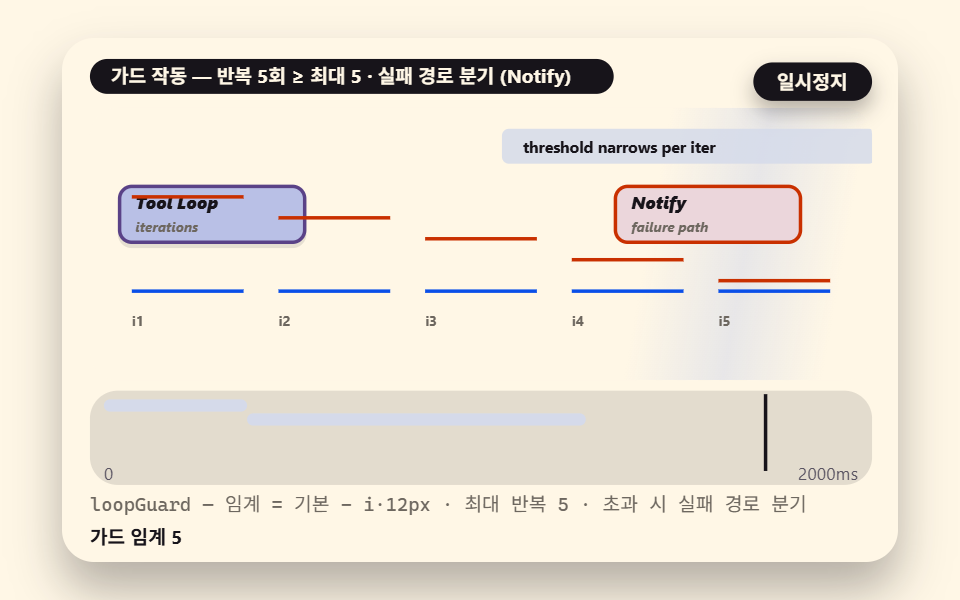 가드 작동 — 반복 5회 ≥ 최대 5 · 실패 경로 분기 (Notify)
일시정지
threshold narrows per iter
Tool Loop
iterations
Notify
failure path
i1
i2
i3
i4
i5
0
2000ms
loopGuard — 임계 = 기본 − i·12px · 최대 반복 5 · 초과 시 실패 경로 분기
가드 임계 5